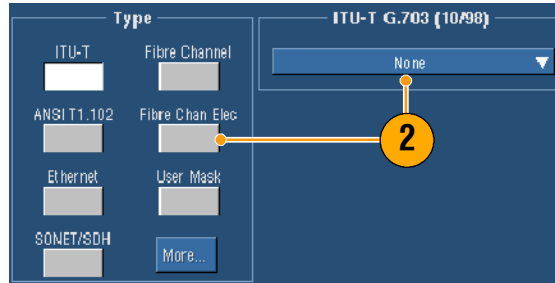 Type
ITU-T
Fibre Channel
ANSI T1.102
Fibre Chan Elec
Ethernet
User Mask
SONET/SDH
More...
ITU-T G.703 (10/98)
None
2